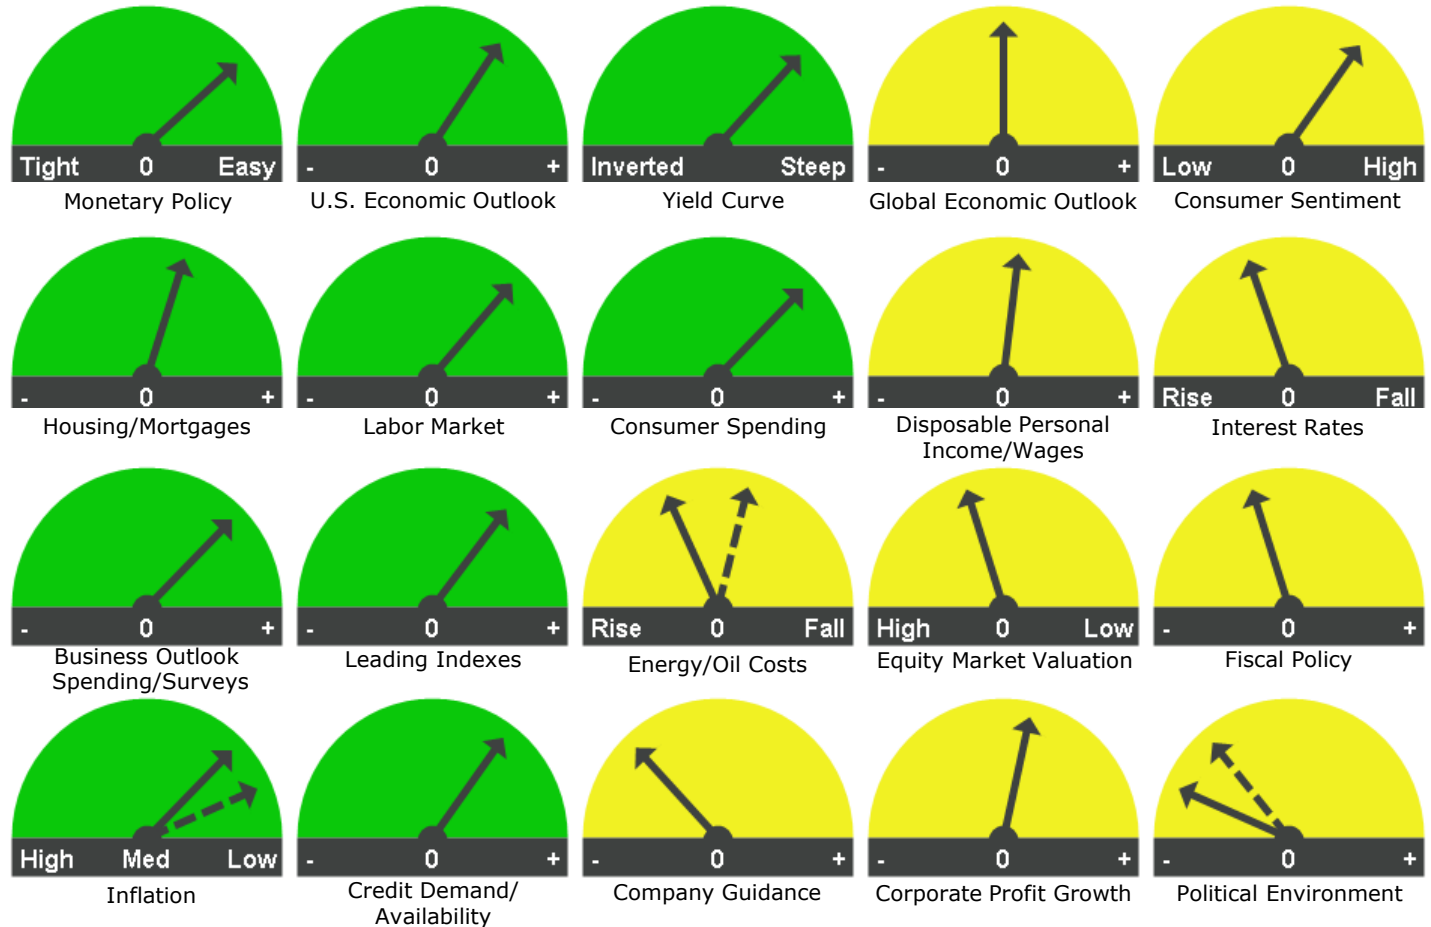 Tight 0 Easy
Monetary Policy
- 0 +
U.S. Economic Outlook
Inverted 0 Steep
Yield Curve
- 0 +
Global Economic Outlook
Low 0 High
Consumer Sentiment
- 0 +
Housing/Mortgages
- 0 +
Labor Market
- 0 +
Consumer Spending
- 0 +
Disposable Personal
Income/Wages
Rise 0 Fall
Interest Rates
- 0 +
Business Outlook
Spending/Surveys
- 0 +
Leading Indexes
Rise 0 Fall
Energy/Oil Costs
High 0 Low
Equity Market Valuation
- 0 +
Fiscal Policy
High Med Low
Inflation
- 0 +
Credit Demand/
Availability
- 0 +
Company Guidance
- 0 +
Corporate Profit Growth
- 0 +
Political Environment